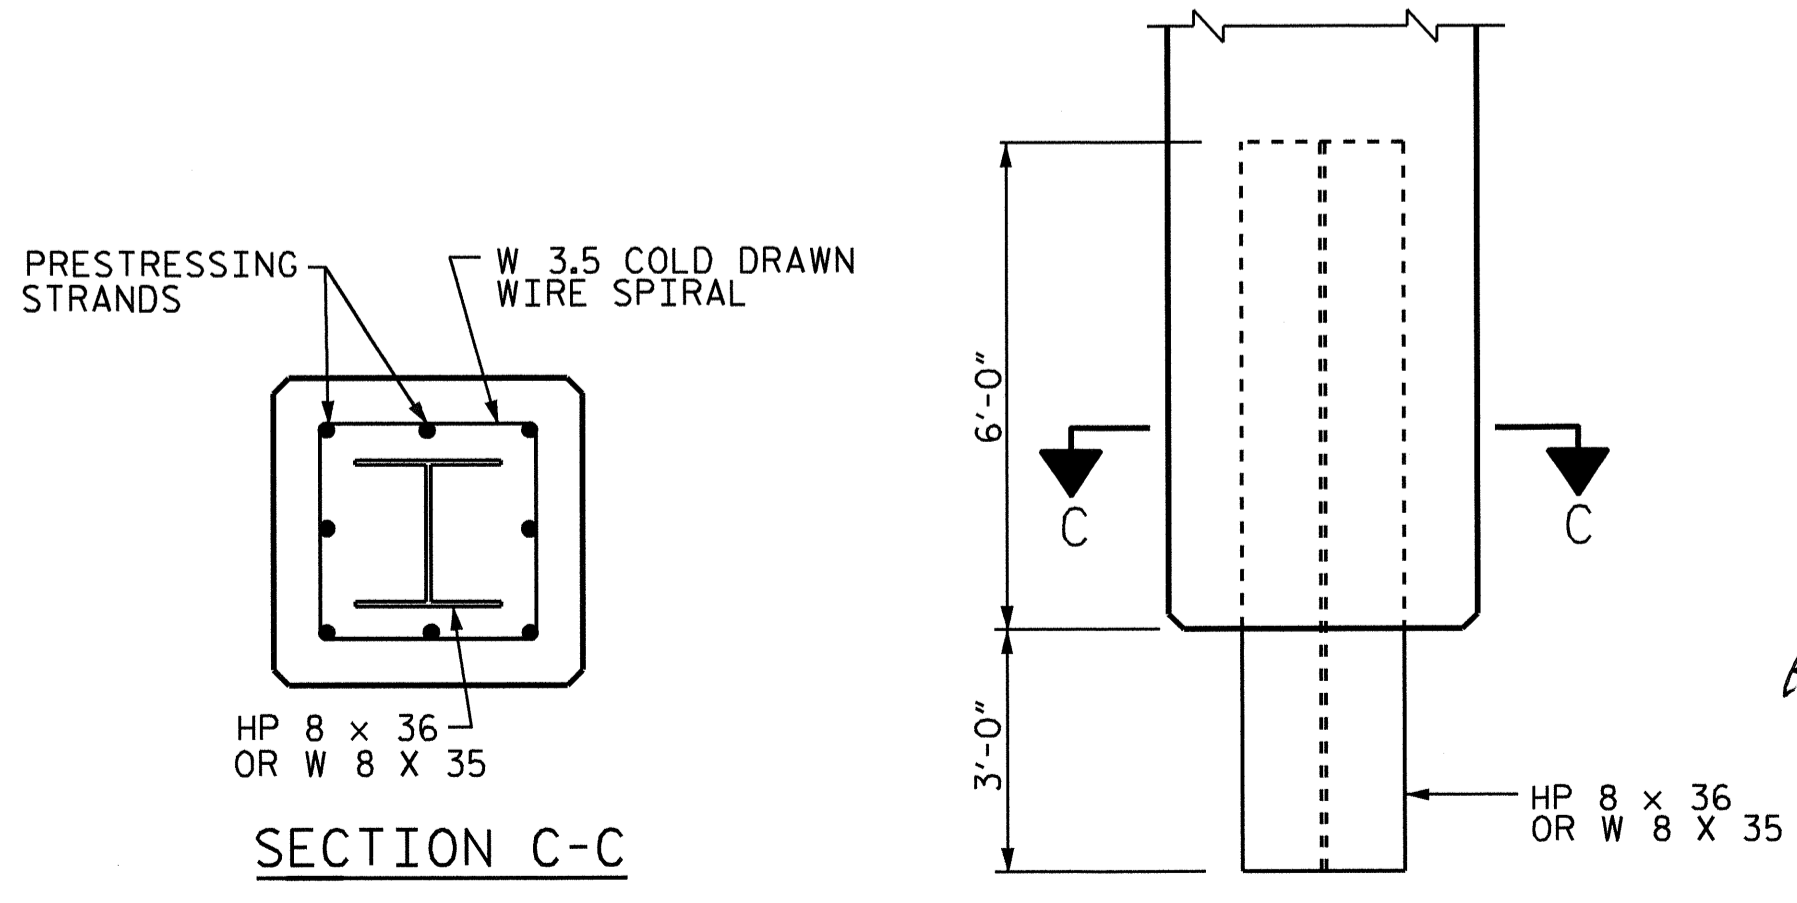 PRESTRESSING
STRANDS
W 3.5 COLD DRAWN
WIRE SPIRAL
HP 8 x 36
OR W 8 X 35
SECTION C-C
6'-0"
3'-0"
C
C
HP 8 x 36
OR W 8 X 35